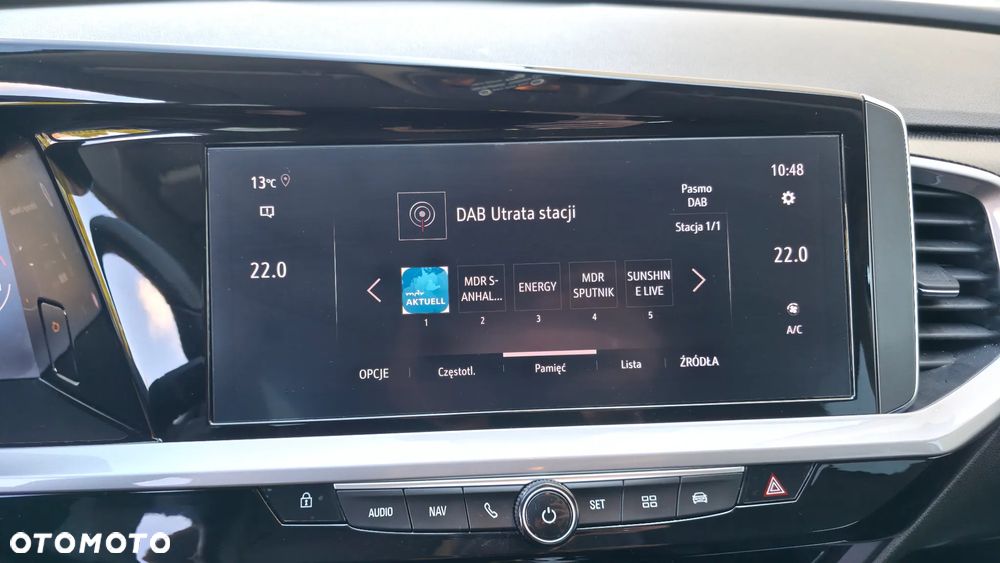 13°C
22.0
DAB Utrata stacji
Pasmo
DAB
Stacja 1/1
10:48
22.0
A/C
mdr
AKTUELL
MDR S-
ANHAL...
ENERGY
MDR
SPUTNIK
SUNSHIN
E LIVE
1
2
3
4
5
OPCJE
Częstotl.
Pamięć
Lista
ŹRÓDŁA
AUDIO
NAV
SET
OTOMOTO